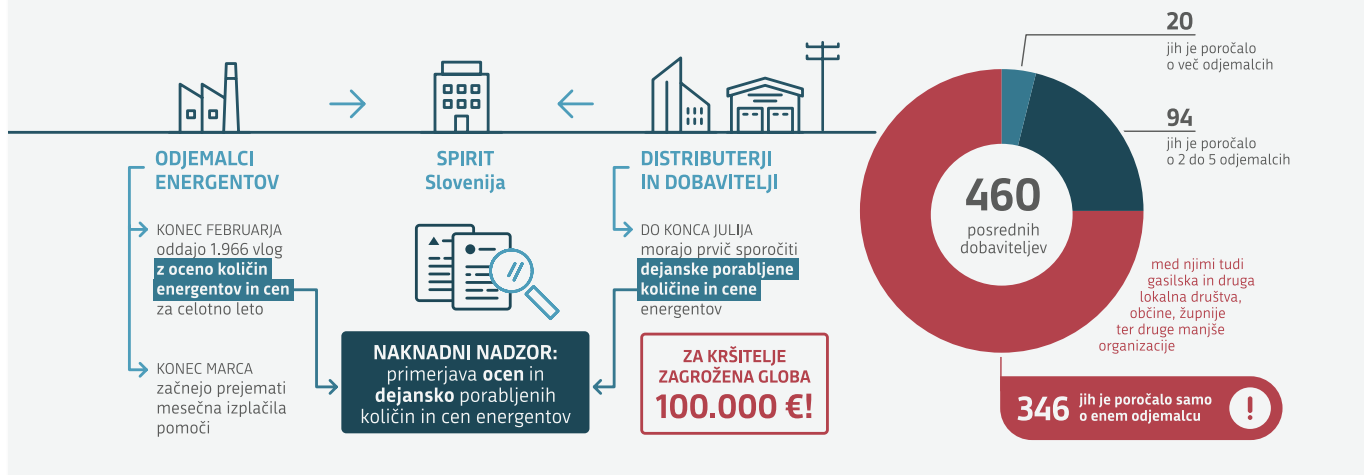 ODJEMALCI
ENERGENTOV
KONEC FEBRUARJA
oddajo 1.966 vlog
z oceno količin
energentov in cen
za celotno leto
KONEC MARCA
začnejo prejemati
mesečna izplačila
pomoči
SPIRIT
Slovenija
NAKNADNI NADZOR:
primerjava ocen in
dejansko porabljenih
količin in cen energentov
DISTRIBUTERJI
IN DOBAVITELJI
DO KONCA JULIJA
morajo prvič sporočiti
dejanske porabljene
količine in cene
energentov
ZA KRŠITELJE
ZAGROŽENA GLOBA
100.000 €!
20
jih je poročalo
o več odjemalcih
94
jih je poročalo
o 2 do 5 odjemalcih
460
posrednih
dobaviteljev
med njimi tudi
gasilska in druga
lokalna društva,
občine, župnije
ter druge manjše
organizacije
346 jih je poročalo samo
o enem odjemalcu
!